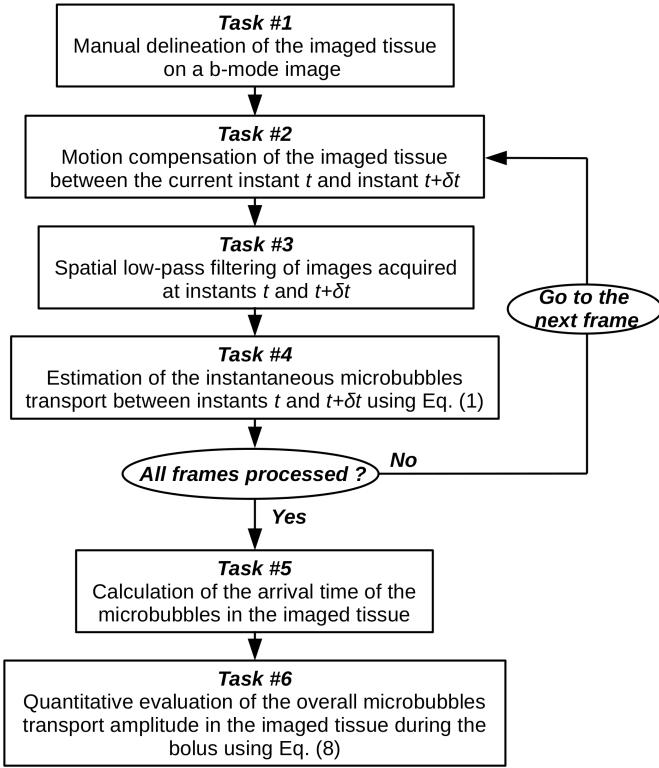 Task #1
Manual delineation of the imaged tissue
on a b-mode image
Task #2
Motion compensation of the imaged tissue
between the current instant t and instant t+δt
Task #3
Spatial low-pass filtering of images acquired
at instants t and t+δt
Go to the
next frame
Task #4
Estimation of the instantaneous microbubbles
transport between instants t and t+δt using Eq. (1)
All frames processed ?
No
Yes
Task #5
Calculation of the arrival time of the
microbubbles in the imaged tissue
Task #6
Quantitative evaluation of the overall microbubbles
transport amplitude in the imaged tissue during the
bolus using Eq. (8)